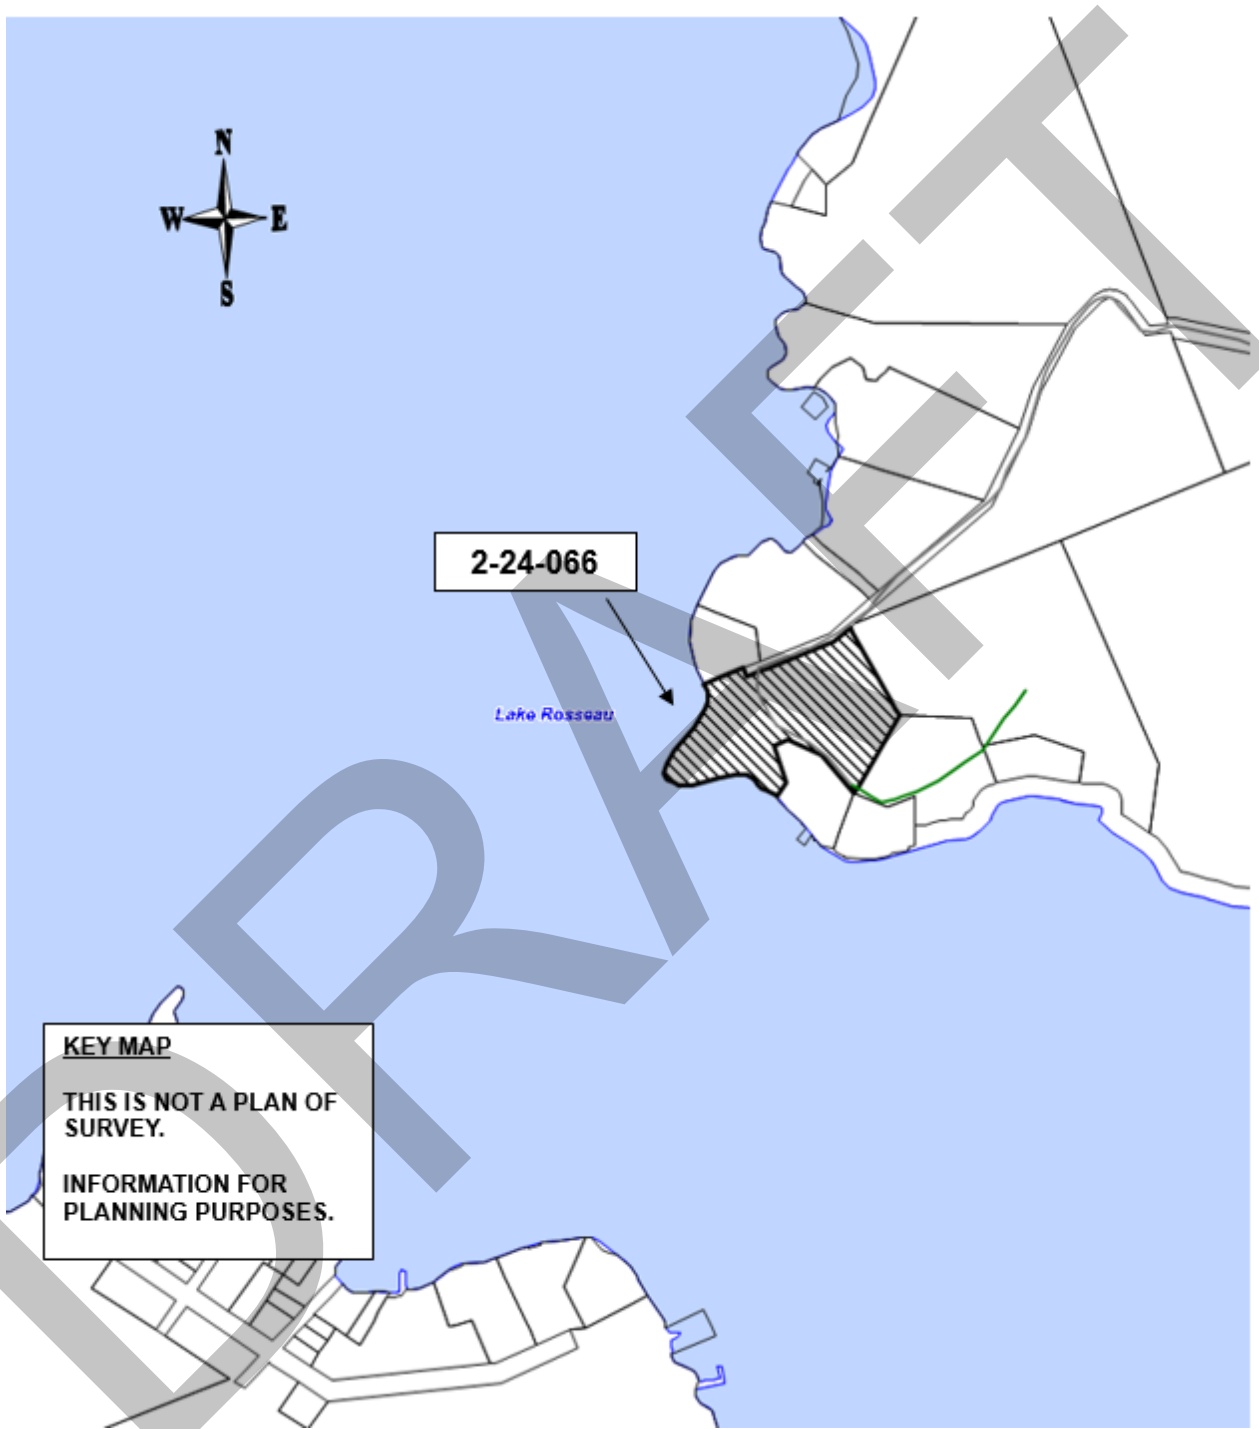 N
W E
S
2-24-066
Lake Rosseau
KEY MAP
THIS IS NOT A PLAN OF
SURVEY.
INFORMATION FOR
PLANNING PURPOSES.
DRAFT